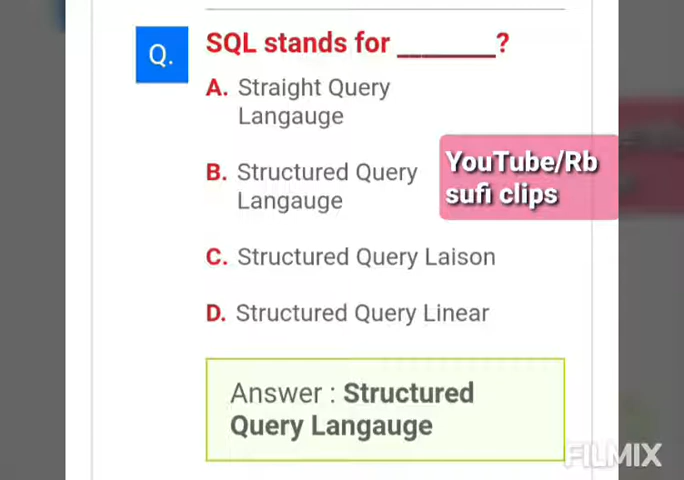 Q.
SQL stands for _______?
A. Straight Query
Langauge
B. Structured Query
Langauge
YouTube/Rb
sufi clips
C. Structured Query Laison
D. Structured Query Linear
Answer : Structured
Query Langauge
FILMIX